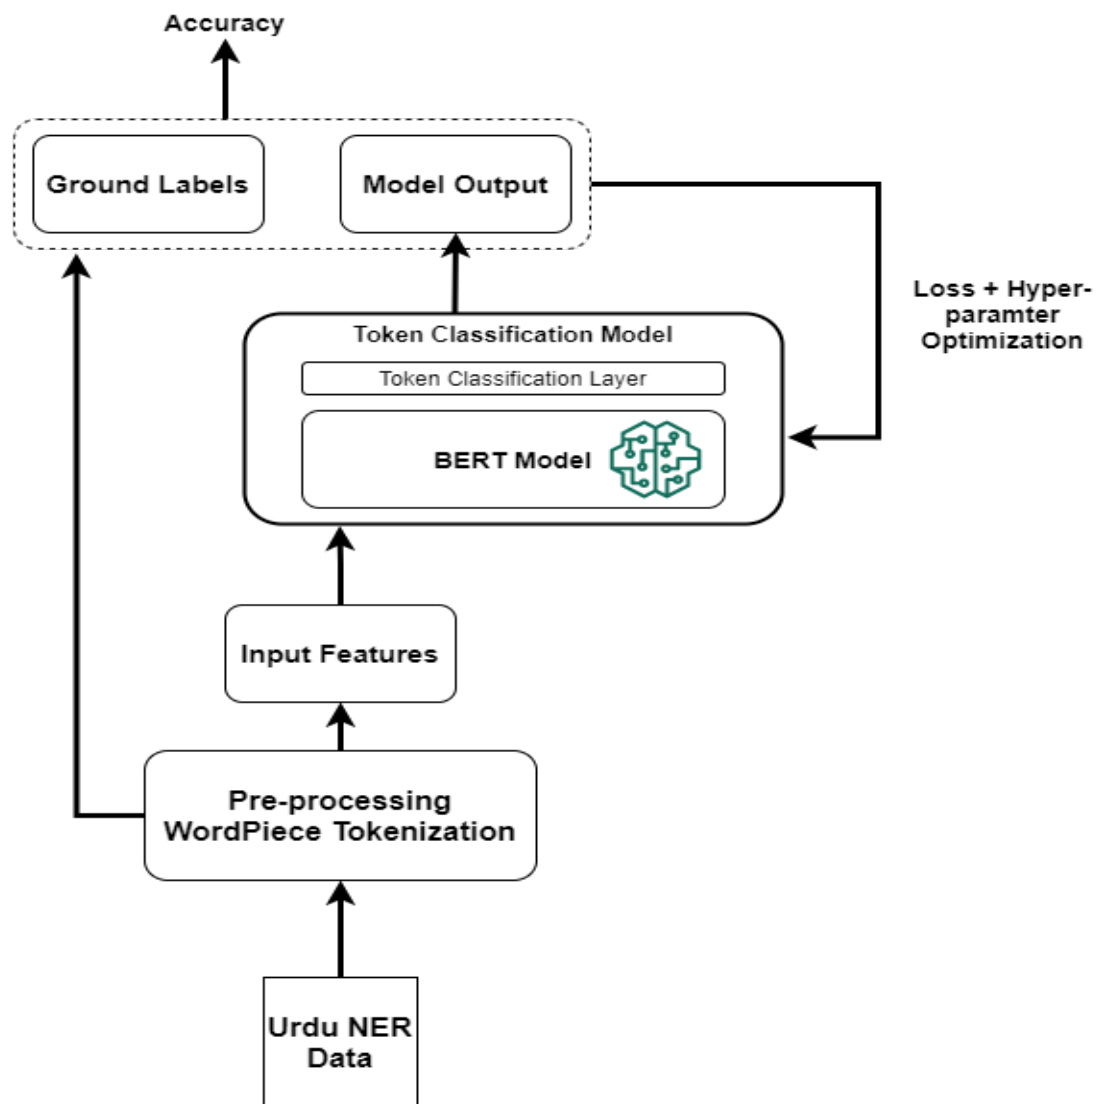 Accuracy
Ground Labels
Model Output
Loss + Hyper-
paramter
Optimization
Token Classification Model
Token Classification Layer
BERT Model
Input Features
Pre-processing
WordPiece Tokenization
Urdu NER
Data